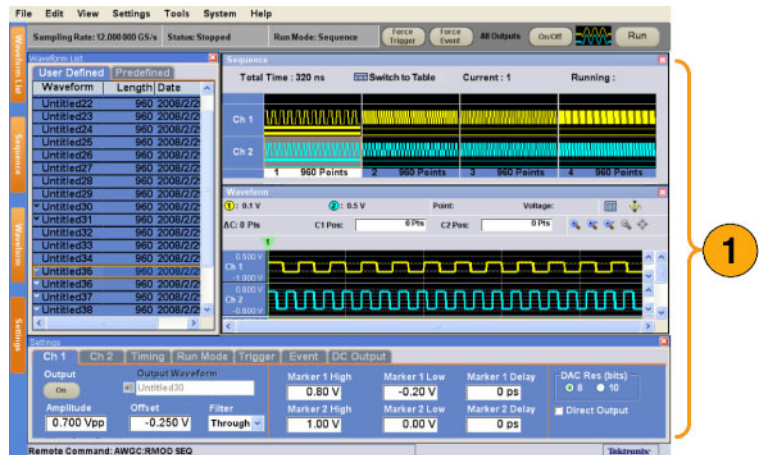 File Edit View Settings Tools System Help
Sampling Rate: 12.000 000 GS/s Status: Stopped Run Mode: Sequence Force Trigger Force Event All Outputs On/Off Run
Waveform List
Sequence
Waveform
Settings
Waveform List
User Defined Predefined
Waveform Length Date
Untitled22 960 2008/2/2
Untitled23 960 2008/2/2
Untitled24 960 2008/2/2
Untitled25 960 2008/2/2
Untitled26 960 2008/2/2
Untitled27 960 2008/2/2
Untitled28 960 2008/2/2
Untitled29 960 2008/2/2
Untitled30 960 2008/2/2
Untitled31 960 2008/2/2
Untitled32 960 2008/2/2
Untitled33 960 2008/2/2
Untitled34 960 2008/2/2
Untitled35 960 2008/2/2
Untitled36 960 2008/2/2
Untitled37 960 2008/2/2
Untitled38 960 2008/2/2
Sequence
Total Time : 320 ns Switch to Table Current : 1 Running :
Ch 1
Ch 2
1 960 Points 2 960 Points 3 960 Points 4 960 Points
Waveform
1 : 0.1 V 2 : 0.5 V Point: Voltage:
ΔC: 0 Pts C1 Pos: 0 Pts C2 Pos: 0 Pts
1
0.500 V
Ch 1
-1.000 V
0.600 V
Ch 2
-0.600 V
1
Settings
Ch 1 Ch 2 Timing Run Mode Trigger Event DC Output
Output Output Waveform Marker 1 High Marker 1 Low Marker 1 Delay DAC Res (bits)
On Untitled30 0.80 V -0.20 V 0 ps 8 10
Amplitude Offset Filter Marker 2 High Marker 2 Low Marker 2 Delay Direct Output
0.700 Vpp -0.250 V Through 1.00 V 0.00 V 0 ps
Remote Command: AWGC:RMOD SEQ Tektronix